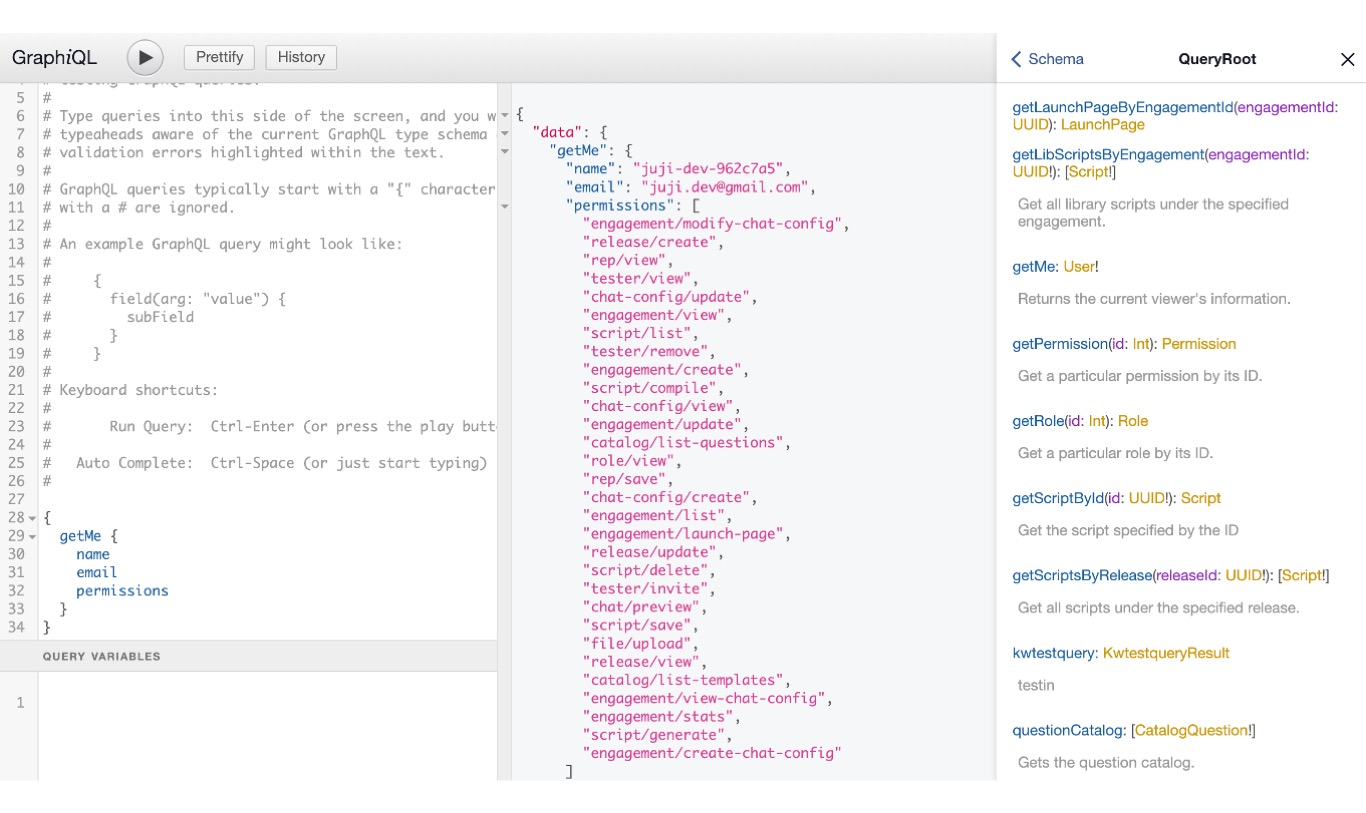 GraphiQL
Prettify
History
5 #
6 # Type queries into this side of the screen, and you w
7 # typeaheads aware of the current GraphQL type schema
8 # validation errors highlighted within the text.
9 #
10 # GraphQL queries typically start with a "{" character
11 # with a # are ignored.
12 #
13 # An example GraphQL query might look like:
14 #
15 #     {
16 #       field(arg: "value") {
17 #         subField
18 #       }
19 #     }
20 #
21 # Keyboard shortcuts:
22 #
23 #       Run Query:  Ctrl-Enter (or press the play butt
24 #
25 #   Auto Complete:  Ctrl-Space (or just start typing)
26 #
27
28 {
29   getMe {
30     name
31     email
32     permissions
33   }
34 }
QUERY VARIABLES
1
{
  "data": {
    "getMe": {
      "name": "juji-dev-962c7a5",
      "email": "juji.dev@gmail.com",
      "permissions": [
        "engagement/modify-chat-config",
        "release/create",
        "rep/view",
        "tester/view",
        "chat-config/update",
        "engagement/view",
        "script/list",
        "tester/remove",
        "engagement/create",
        "script/compile",
        "chat-config/view",
        "engagement/update",
        "catalog/list-questions",
        "role/view",
        "rep/save",
        "chat-config/create",
        "engagement/list",
        "engagement/launch-page",
        "release/update",
        "script/delete",
        "tester/invite",
        "chat/preview",
        "script/save",
        "file/upload",
        "release/view",
        "catalog/list-templates",
        "engagement/view-chat-config",
        "engagement/stats",
        "script/generate",
        "engagement/create-chat-config"
      ]
Schema
QueryRoot
getLaunchPageByEngagementId(engagementId:
UUID): LaunchPage
getLibScriptsByEngagement(engagementId:
UUID!): [Script!]
Get all library scripts under the specified
engagement.
getMe: User!
Returns the current viewer's information.
getPermission(id: Int): Permission
Get a particular permission by its ID.
getRole(id: Int): Role
Get a particular role by its ID.
getScriptById(id: UUID!): Script
Get the script specified by the ID
getScriptsByRelease(releaseId: UUID!): [Script!]
Get all scripts under the specified release.
kwtestquery: KwtestqueryResult
testin
questionCatalog: [CatalogQuestion!]
Gets the question catalog.